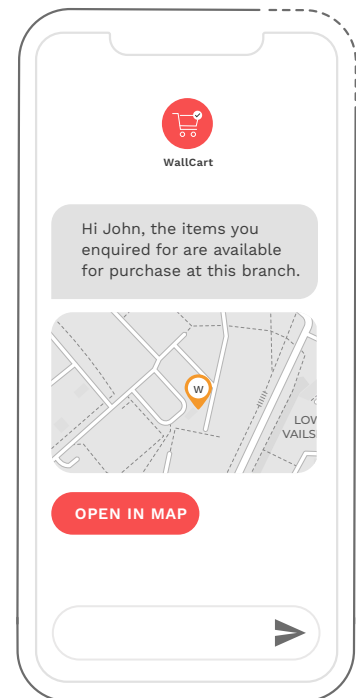 WallCart
Hi John, the items you
enquired for are available
for purchase at this branch.
W
LOW
VAILS
OPEN IN MAP